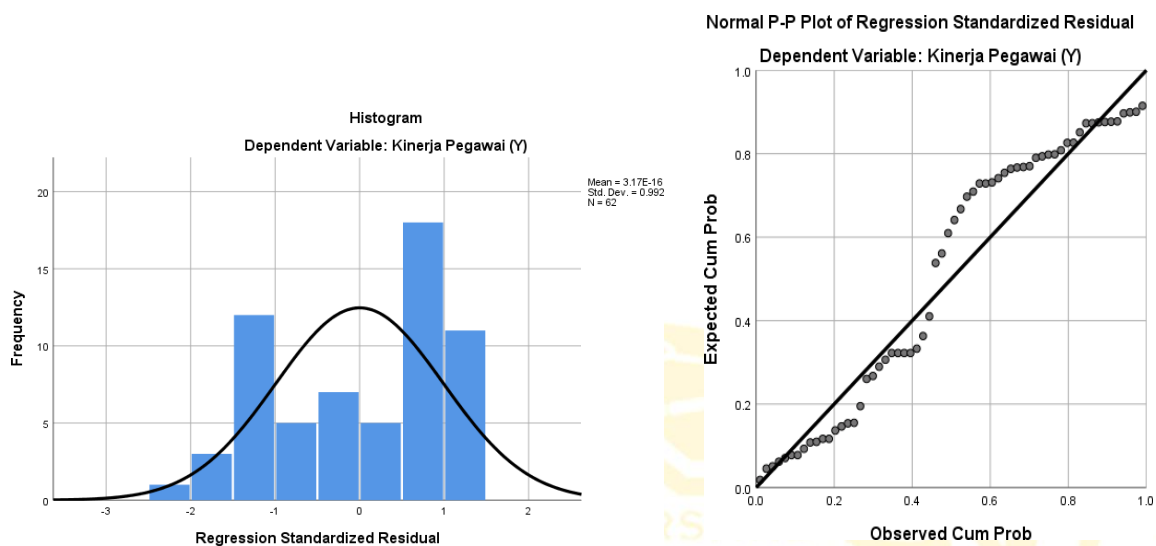 Histogram
Dependent Variable: Kinerja Pegawai (Y)
Mean = 3.17E-16
Std. Dev. = 0.992
N = 62
Frequency
20
15
10
5
0
-3
-2
-1
0
1
2
Regression Standardized Residual
Normal P-P Plot of Regression Standardized Residual
Dependent Variable: Kinerja Pegawai (Y)
Expected Cum Prob
1.0
0.8
0.6
0.4
0.2
0.0
0.0
0.2
0.4
0.6
0.8
1.0
Observed Cum Prob